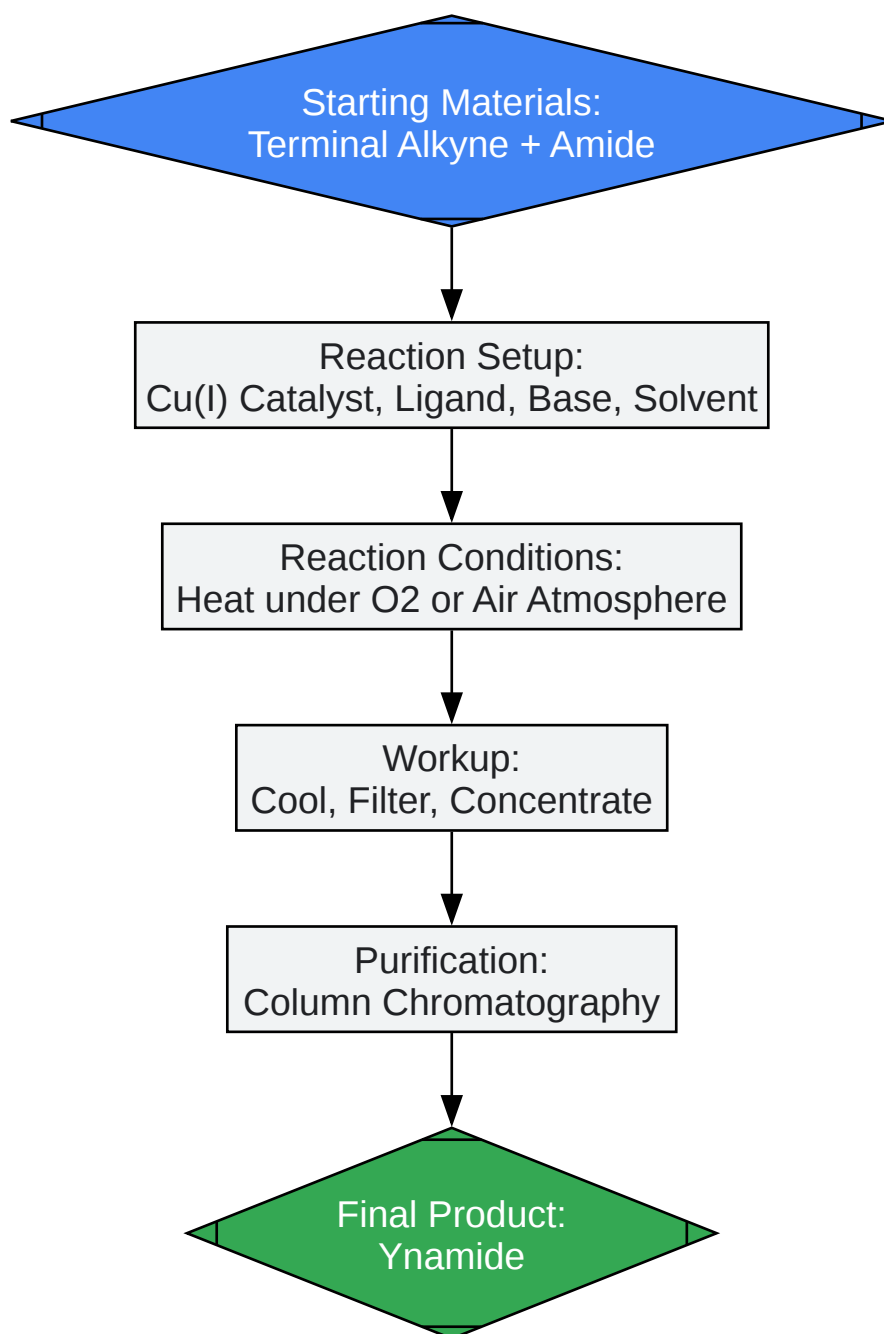 Starting Materials:
Terminal Alkyne + Amide
Reaction Setup:
Cu(I) Catalyst, Ligand, Base, Solvent
Reaction Conditions:
Heat under O2 or Air Atmosphere
Workup:
Cool, Filter, Concentrate
Purification:
Column Chromatography
Final Product:
Ynamide